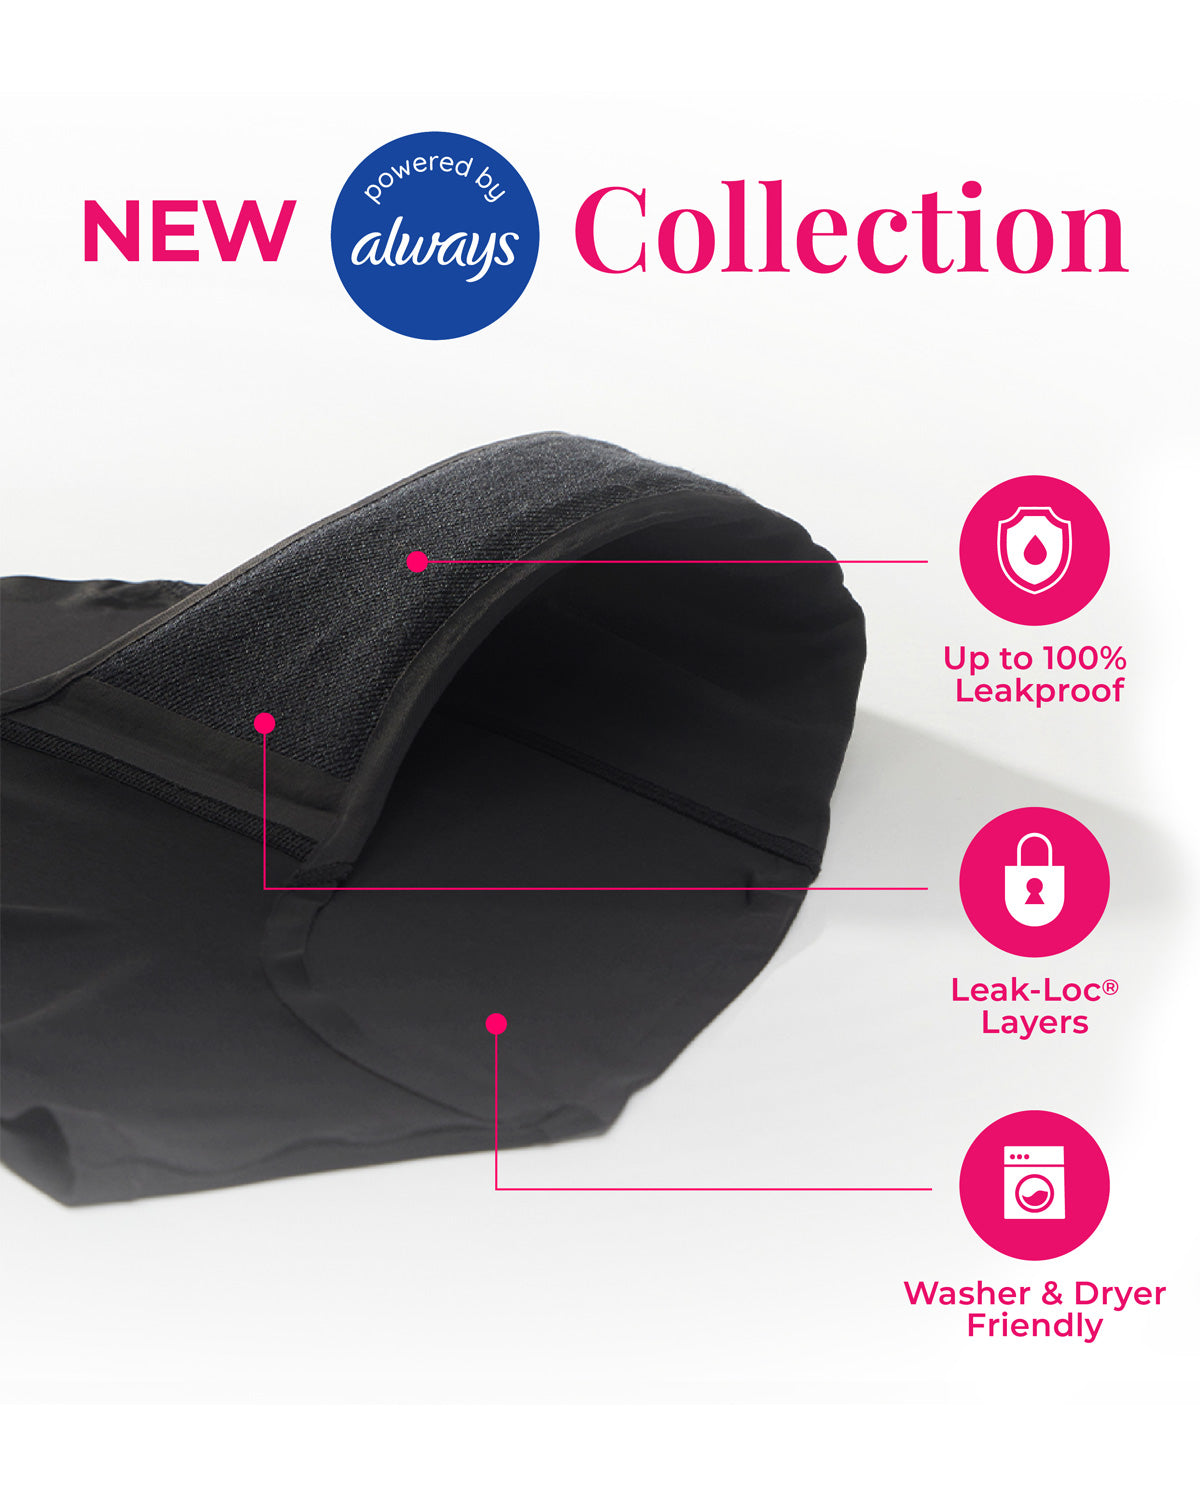 NEW powered by always Collection
Up to 100%
Leakproof
Leak-Loc®
Layers
Washer & Dryer
Friendly